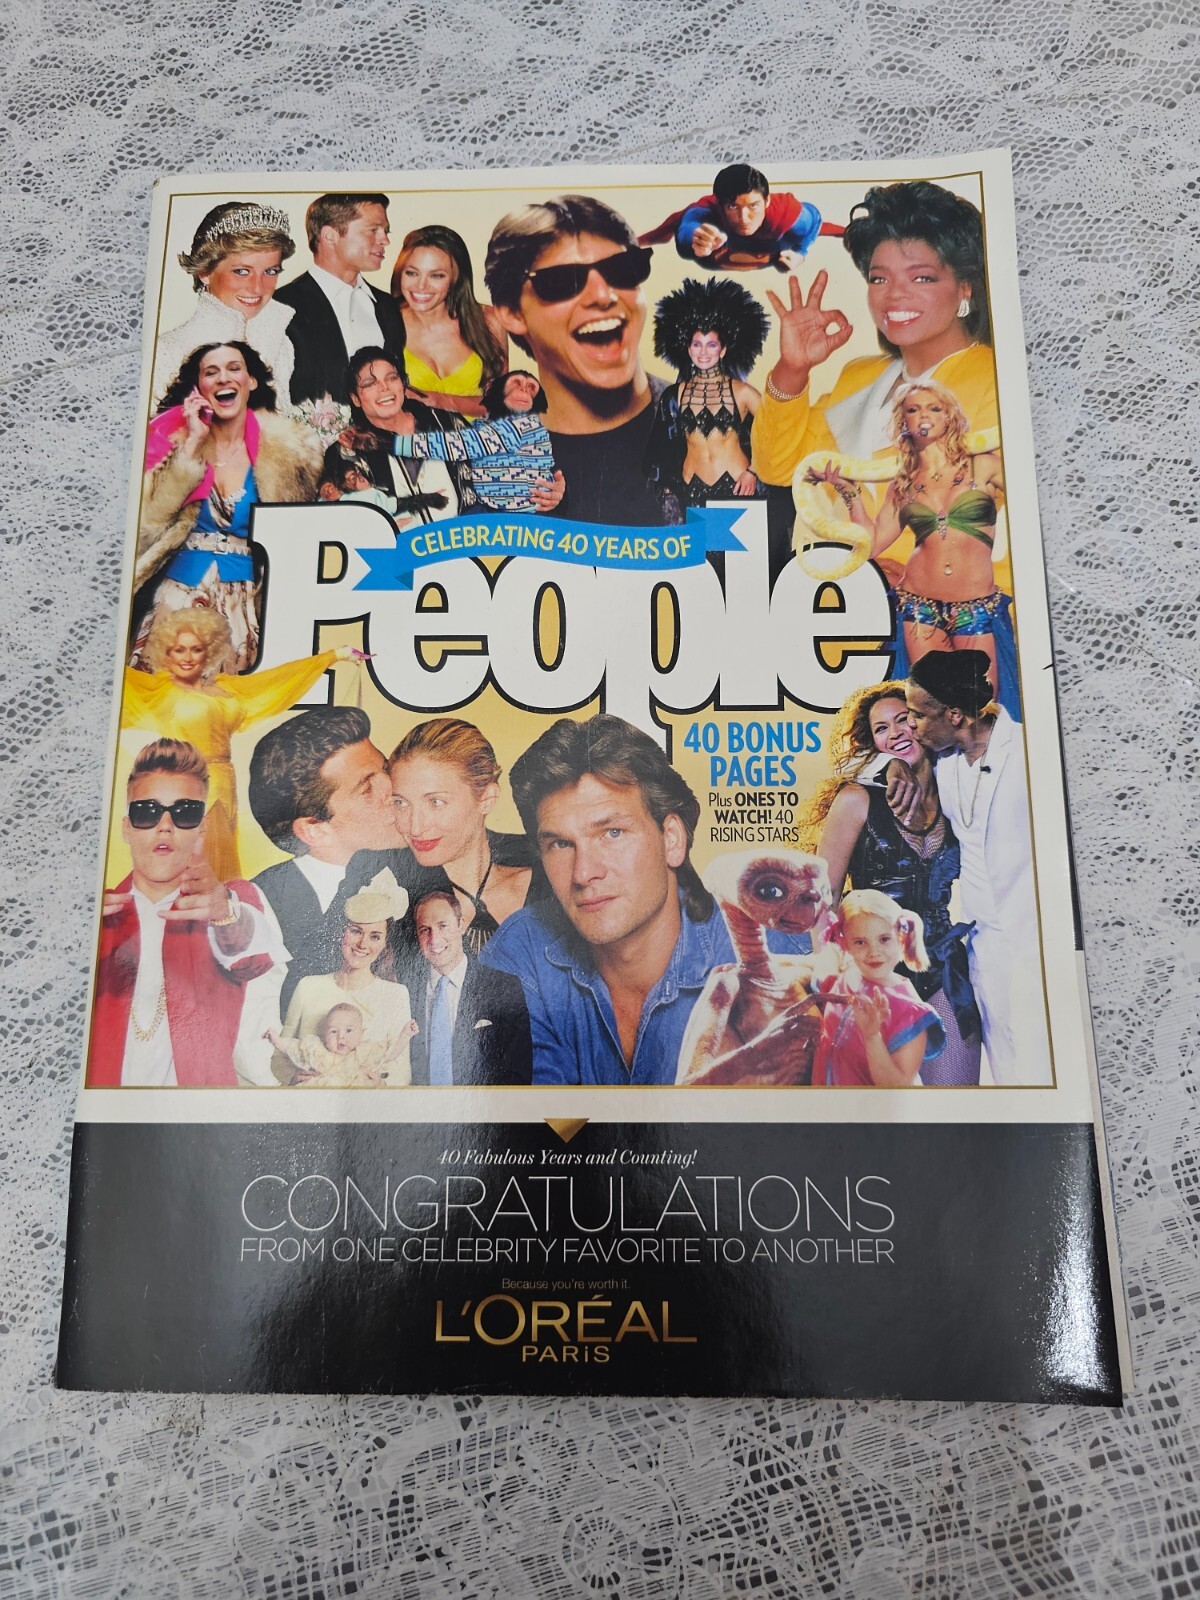 CELEBRATING 40 YEARS OF
People
40 BONUS
PAGES
Plus ONES TO
WATCH! 40
RISING STARS
40 Fabulous Years and Counting!
CONGRATULATIONS
FROM ONE CELEBRITY FAVORITE TO ANOTHER
Because you're worth it.
L'ORÉAL
PARiS